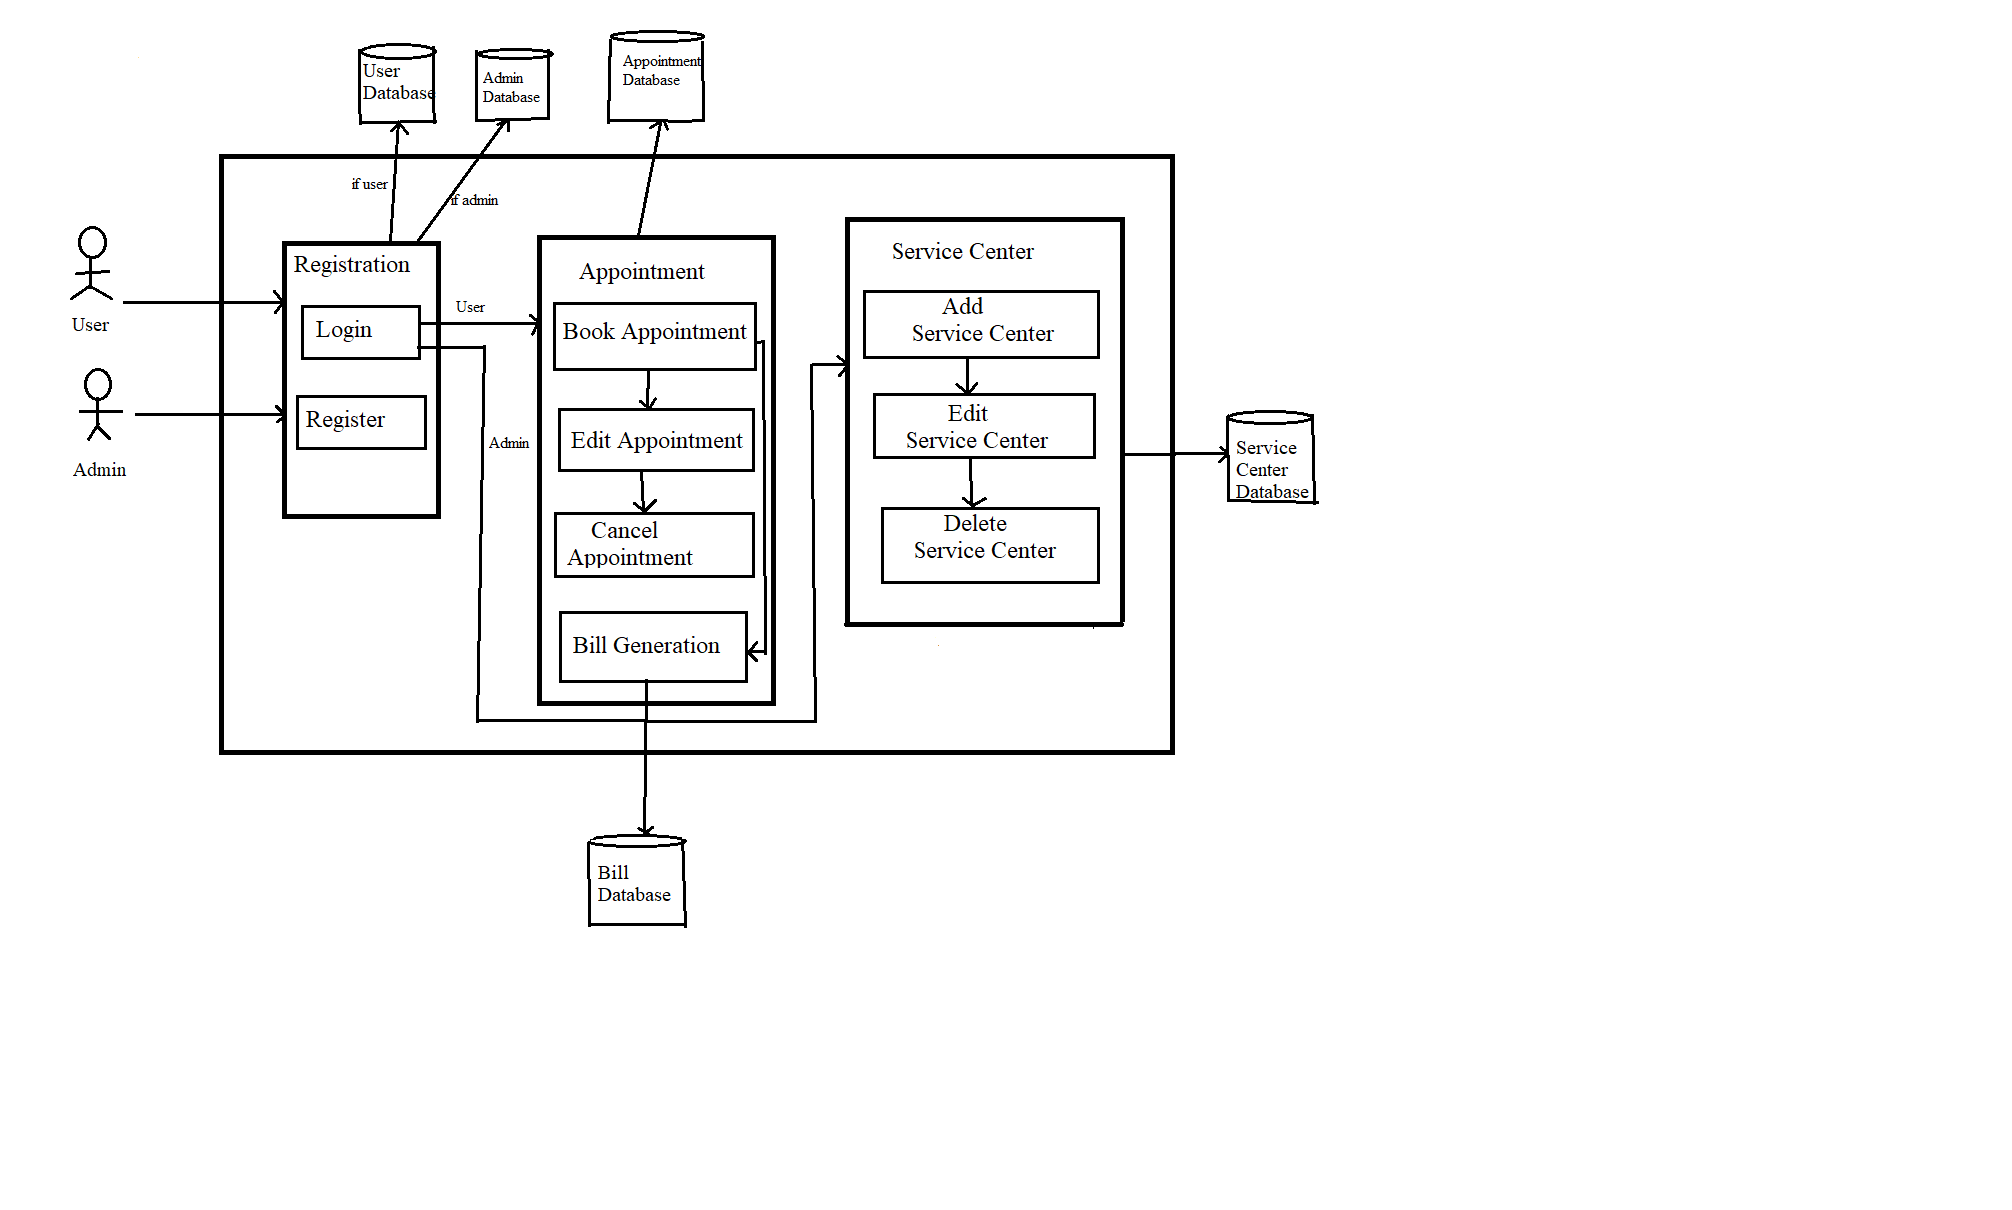 User
Database
Admin
Database
Appointment
Database
if user
if admin
User
Admin
Registration
Login
Register
User
Admin
Appointment
Book Appointment
Edit Appointment
Cancel
Appointment
Bill Generation
Service Center
Add
Service Center
Edit
Service Center
Delete
Service Center
Service
Center
Database
Bill
Database